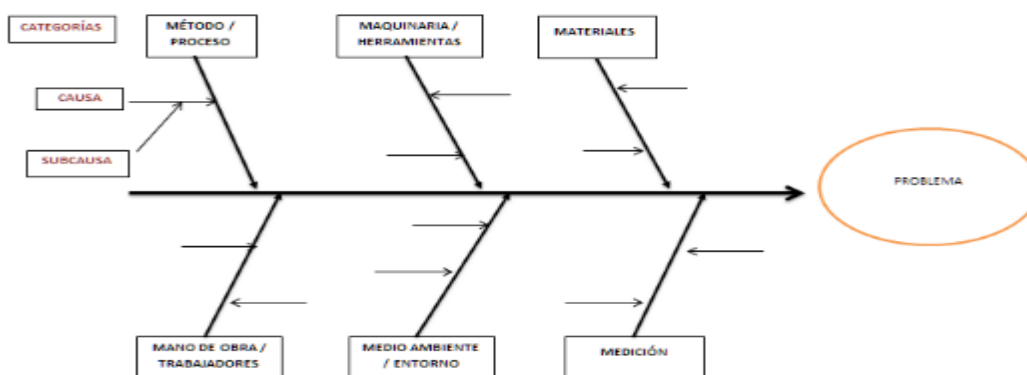 CATEGORÍAS
MÉTODO /
PROCESO
MAQUINARIA /
HERRAMIENTAS
MATERIALES
CAUSA
SUBCAUSA
PROBLEMA
MANO DE OBRA /
TRABAJADORES
MEDIO AMBIENTE
/ ENTORNO
MEDICIÓN